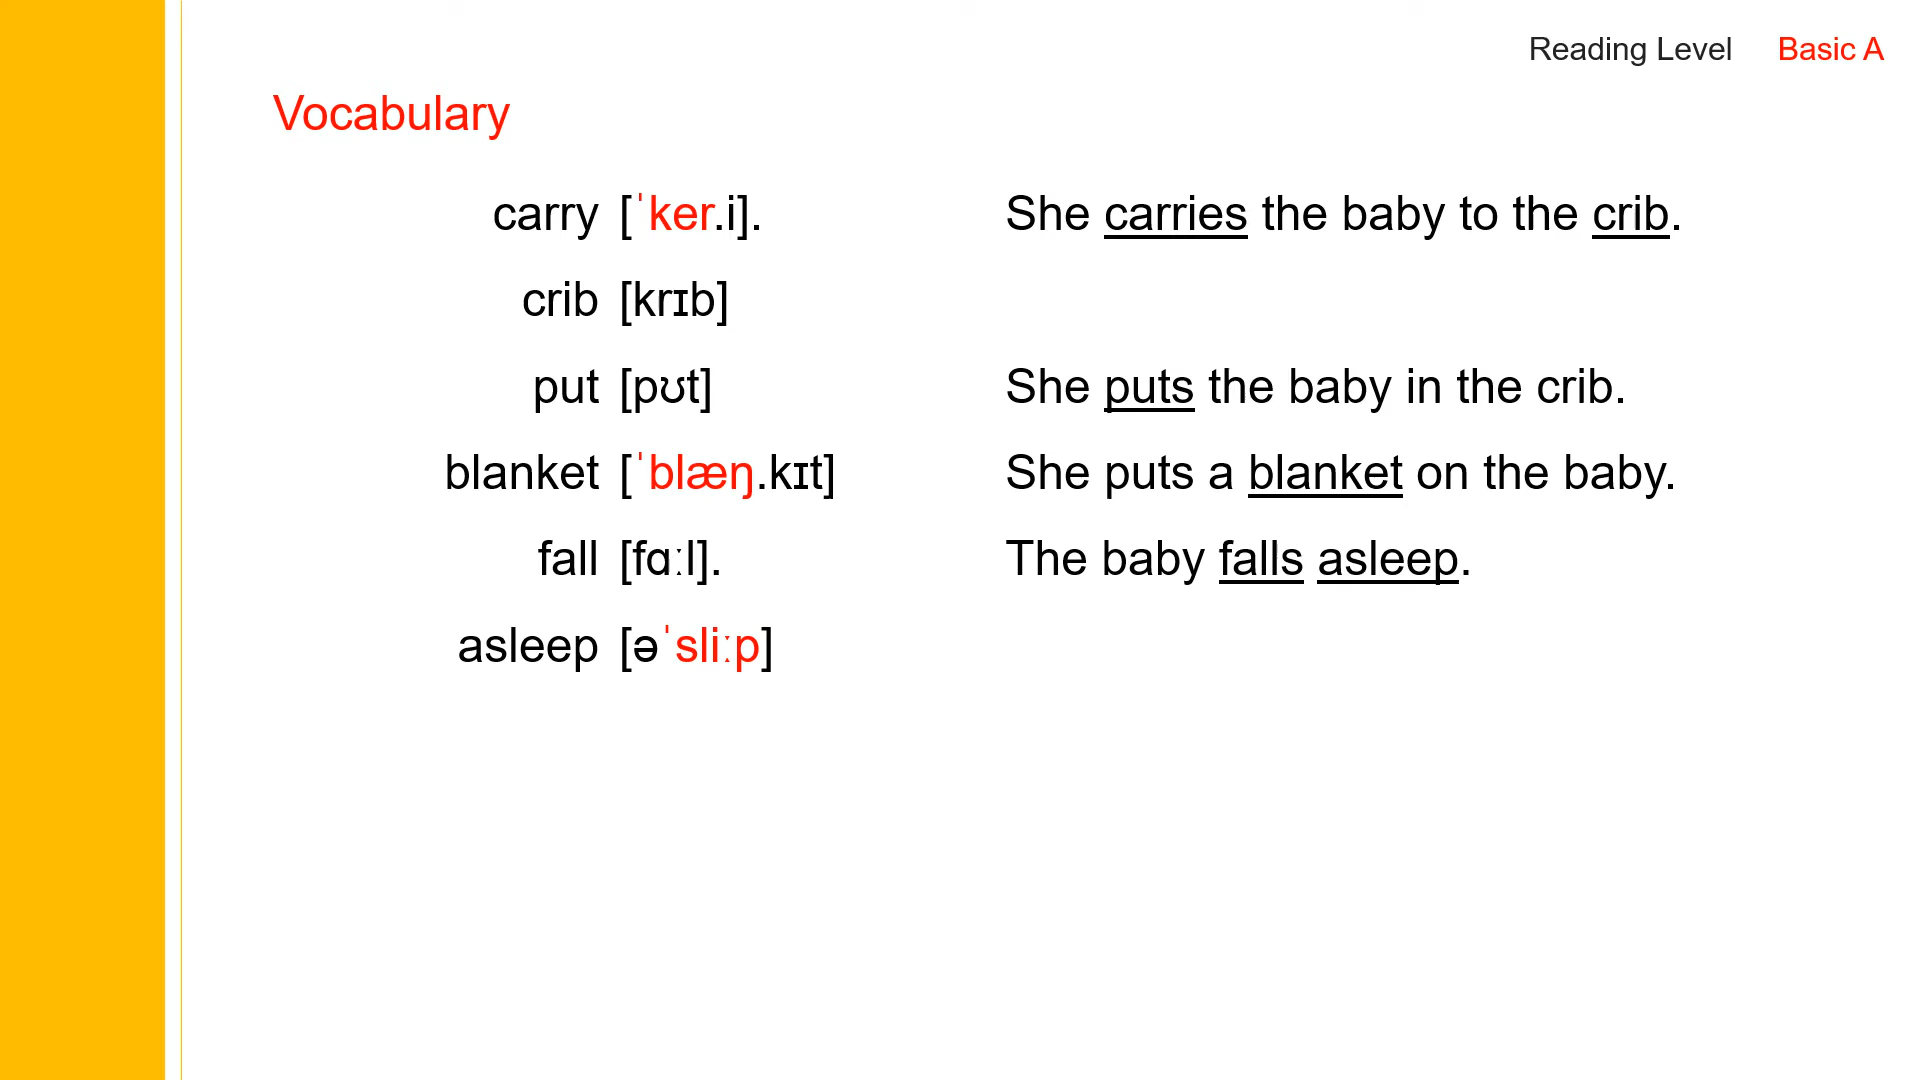 Reading Level Basic A
Vocabulary
carry [ˈker.i]. She carries the baby to the crib.
crib [krɪb]
put [pʊt] She puts the baby in the crib.
blanket [ˈblæŋ.kɪt] She puts a blanket on the baby.
fall [fɑːl]. The baby falls asleep.
asleep [əˈsliːp]